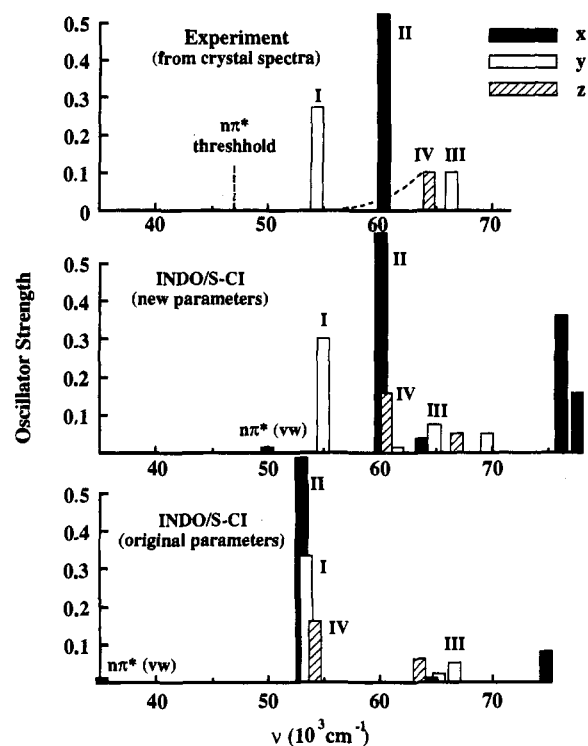 0.5
0.4
0.3
0.2
0.1
0
Experiment
(from crystal spectra)
nπ*
threshhold
I
II
IV III
x
y
z
40 50 60 70
0.5
0.4
0.3
0.2
0.1
INDO/S-CI
(new parameters)
nπ* (vw)
I
II
IV
III
40 50 60 70
0.5
0.4
0.3
0.2
0.1
INDO/S-CI
(original parameters)
nπ* (vw)
II
I
IV
III
40 50 60 70
Oscillator Strength
ν (10³cm⁻¹)